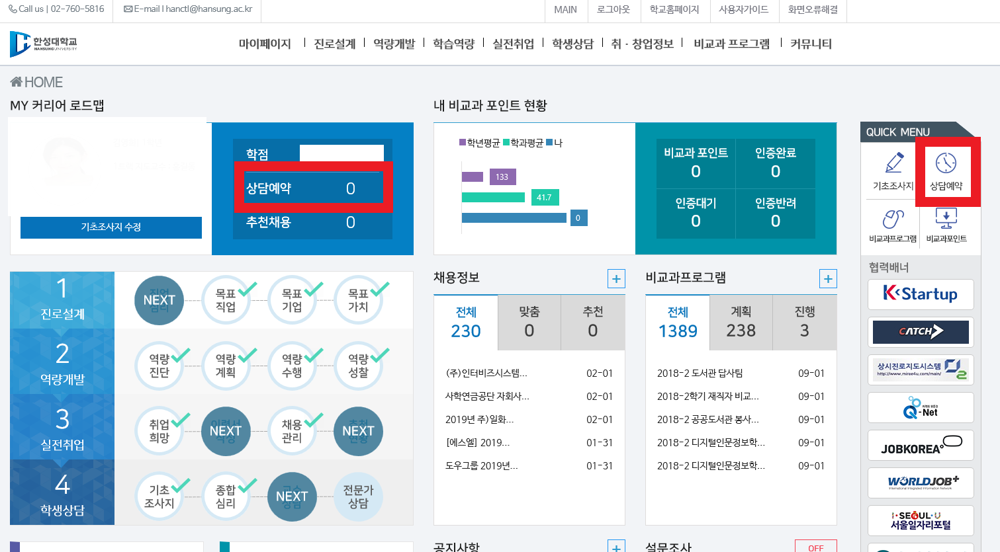 Call us | 02-760-5816
E-mail l hanctl@hansung.ac.kr
MAIN
로그아웃
학교홈페이지
사용자가이드
화면오류해결
한성대학교
HANSUNG UNIVERSITY
마이페이지
진로설계
역량개발
학습역량
실전취업
학생상담
취 · 창업정보
비교과 프로그램
커뮤니티
HOME
MY 커리어 로드맵
학점
상담예약 0
추천채용 0
기초조사지 수정
내 비교과 포인트 현황
학년평균 학과평균 나
133
41.7
0
비교과 포인트
0
인증완료
0
인증대기
0
인증반려
0
QUICK MENU
기초조사지
상담예약
비교과프로그램
비교과포인트
1
진로설계
NEXT
목표
직업
목표
기업
목표
가치
2
역량개발
역량
진단
역량
계획
역량
수행
역량
성찰
3
실전취업
취업
희망
NEXT
채용
관리
NEXT
4
학생상담
기초
조사지
종합
심리
NEXT
전문가
상담
채용정보
+
전체
230
맞춤
0
추천
0
(주)인터비즈시스템... 02-01
사학연금공단 자회사... 02-01
2019년 주)일화... 02-01
[에스엘] 2019... 01-31
도우그룹 2019년... 01-31
비교과프로그램
+
전체
1389
계획
238
진행
3
2018-2 도서관 답사팀 09-01
2018-2학기 재직자 비교... 09-01
2018-2 공공도서관 봉사... 09-01
2018-2 디지털인문정보학... 09-01
2018-2 디지털인문정보학... 09-01
협력배너
K Startup
CATCH
상시진로지도시스템
http://www.mirae4u.com/main/
Q-Net
JOBKOREA
WORLDJOB+
International Integrated Information Network
I·SEOUL·U
서울일자리포털
공지사항
+
설문조사
OFF